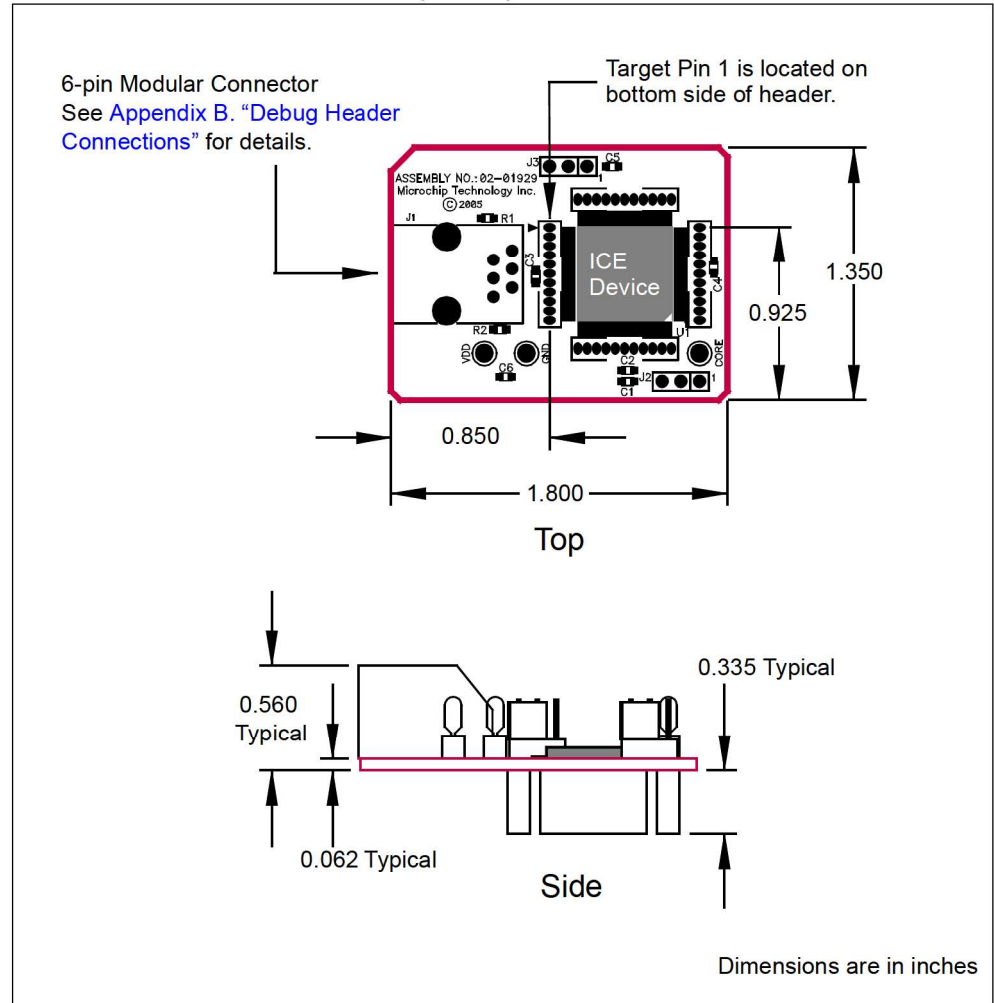 6-pin Modular Connector
See Appendix B. “Debug Header
Connections” for details.
Target Pin 1 is located on
bottom side of header.
J3
C5
1
ASSEMBLY NO.:02-01929
Microchip Technology Inc.
© 2005
J1
R1
C3
ICE
Device
C4
1.350
0.925
R2
U1
VDD
GND
CORE
C6
C2
J2
1
C1
0.850
1.800
Top
0.335 Typical
0.560
Typical
0.062 Typical
Side
Dimensions are in inches